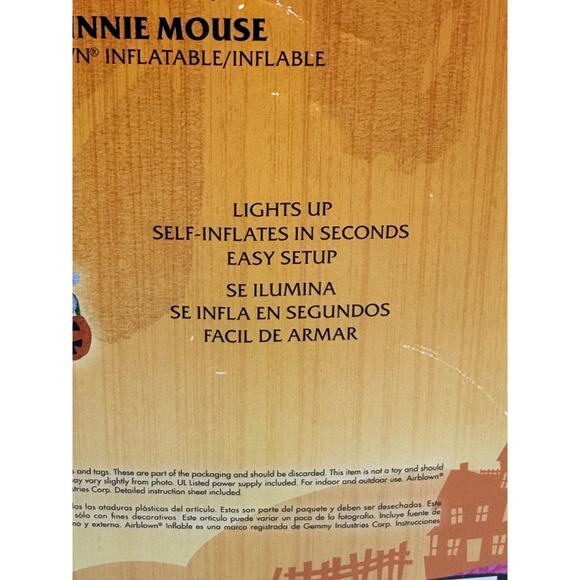 INNIE MOUSE
WN® INFLATABLE/INFLABLE
LIGHTS UP
SELF-INFLATES IN SECONDS
EASY SETUP
SE ILUMINA
SE INFLA EN SEGUNDOS
FACIL DE ARMAR
s and tags. These are part of the packaging and should be discarded. This item is not a toy and should
ay vary slightly from photo. UL Listed power supply included. For indoor and outdoor use. Airblown®
stries Corp. Detailed instruction sheet included.
las las ataduras plásticas del artículo. Estas son parte del paquete y deben ser desechadas. Este
sólo con fines decorativos. Este artículo puede variar un poco de la fotografía. Incluye fuente de
no y externo. Airblown® Inflable es una marca registrada de Gemmy Industries Corp. Instrucciones